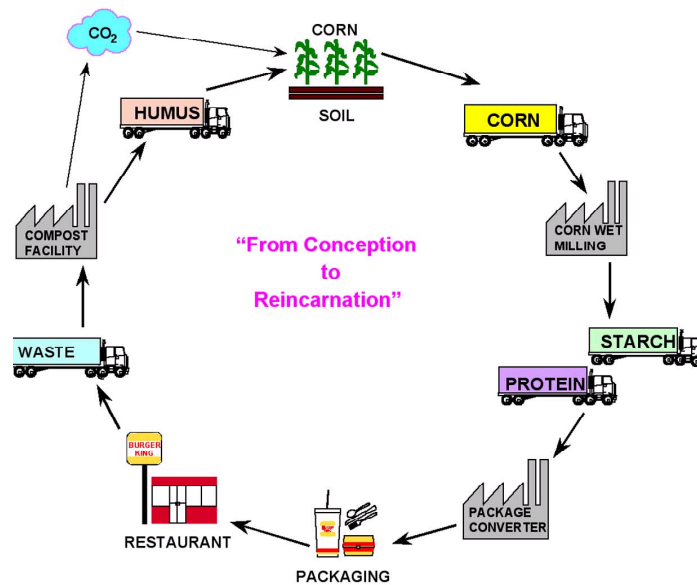 CO2
CORN
SOIL
HUMUS
CORN
COMPOST
FACILITY
CORN WET
MILLING
“From Conception
to
Reincarnation”
WASTE
STARCH
PROTEIN
BURGER
KING
PACKAGE
CONVERTER
RESTAURANT
PACKAGING